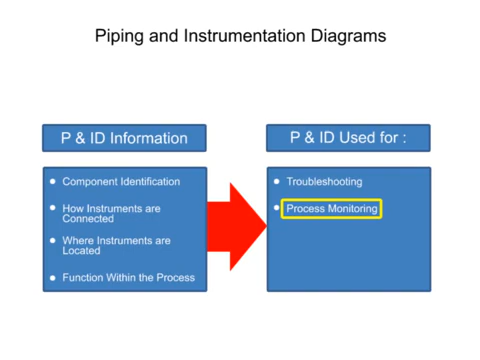 Piping and Instrumentation Diagrams
P & ID Information
Component Identification
How Instruments are
Connected
Where Instruments are
Located
Function Within the Process
P & ID Used for :
Troubleshooting
Process Monitoring